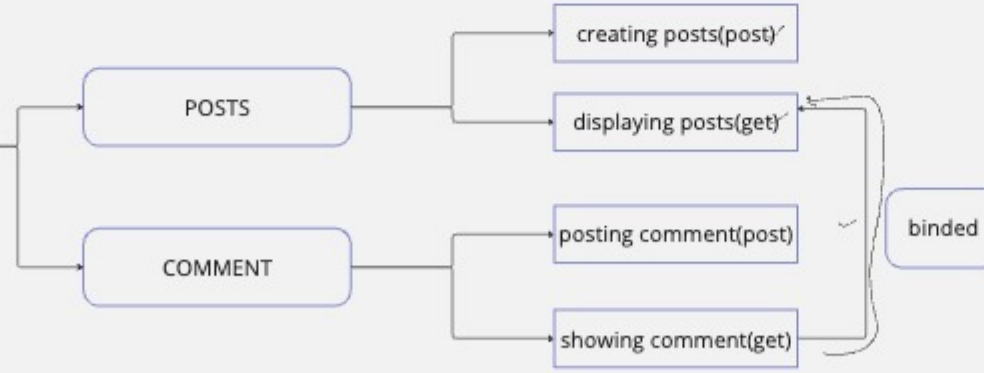 creating posts(post)
POSTS
displaying posts(get)
posting comment(post)
binded
COMMENT
showing comment(get)